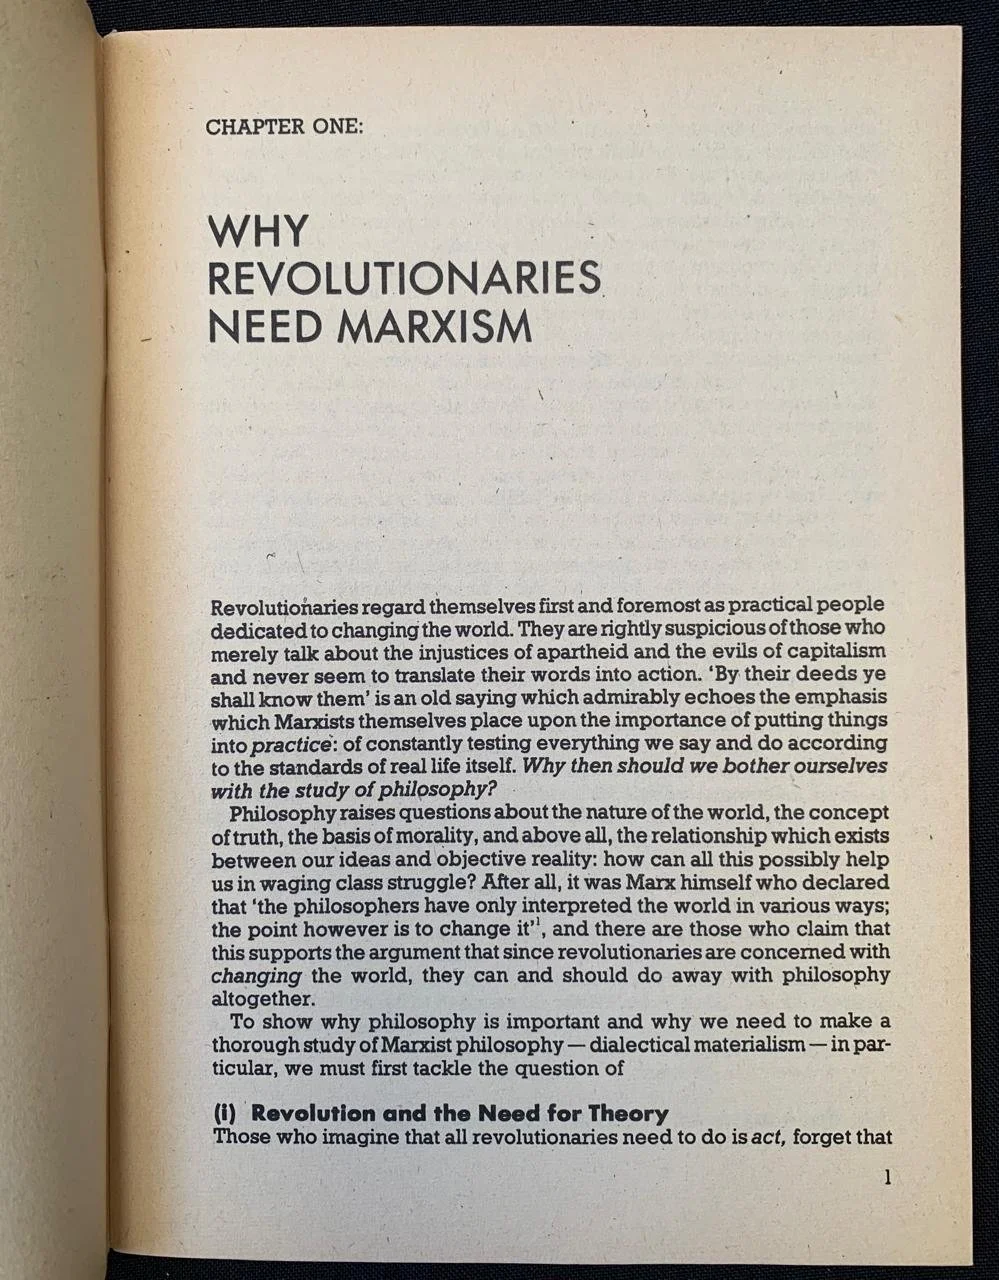 CHAPTER ONE:
WHY
REVOLUTIONARIES
NEED MARXISM
Revolutionaries regard themselves first and foremost as practical people
dedicated to changing the world. They are rightly suspicious of those who
merely talk about the injustices of apartheid and the evils of capitalism
and never seem to translate their words into action. ‘By their deeds ye
shall know them’ is an old saying which admirably echoes the emphasis
which Marxists themselves place upon the importance of putting things
into practice: of constantly testing everything we say and do according
to the standards of real life itself. Why then should we bother ourselves
with the study of philosophy?
Philosophy raises questions about the nature of the world, the concept
of truth, the basis of morality, and above all, the relationship which exists
between our ideas and objective reality: how can all this possibly help
us in waging class struggle? After all, it was Marx himself who declared
that ‘the philosophers have only interpreted the world in various ways;
the point however is to change it’¹, and there are those who claim that
this supports the argument that since revolutionaries are concerned with
changing the world, they can and should do away with philosophy
altogether.
To show why philosophy is important and why we need to make a
thorough study of Marxist philosophy — dialectical materialism — in par-
ticular, we must first tackle the question of
(i) Revolution and the Need for Theory
Those who imagine that all revolutionaries need to do is act, forget that
1